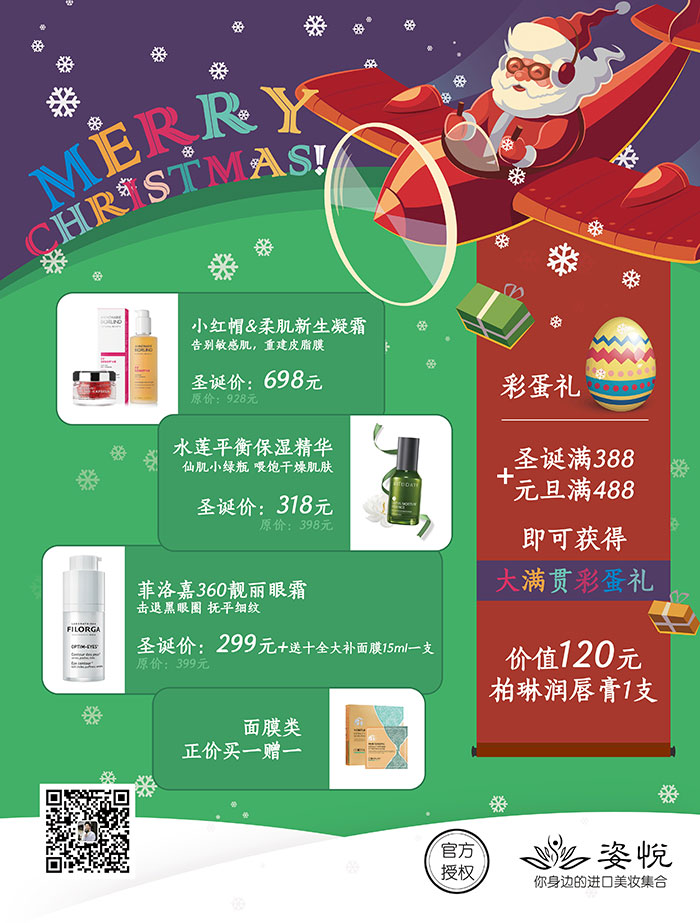 MERRY
CHRISTMAS!
小红帽&柔肌新生凝霜
告别敏感肌，重建皮脂膜
圣诞价：698元
原价：928元
水莲平衡保湿精华
仙肌小绿瓶 喂饱干燥肌肤
圣诞价：318元
原价：398元
FILORGA
OPTIM-EYES
菲洛嘉360靓丽眼霜
击退黑眼圈 抚平细纹
圣诞价：299元+送十全大补面膜15ml一支
原价：399元
面膜类
正价买一赠一
彩蛋礼
+圣诞满388
元旦满488
即可获得
大满贯彩蛋礼
价值120元
柏琳润唇膏1支
官方
授权
姿悦
你身边的进口美妆集合